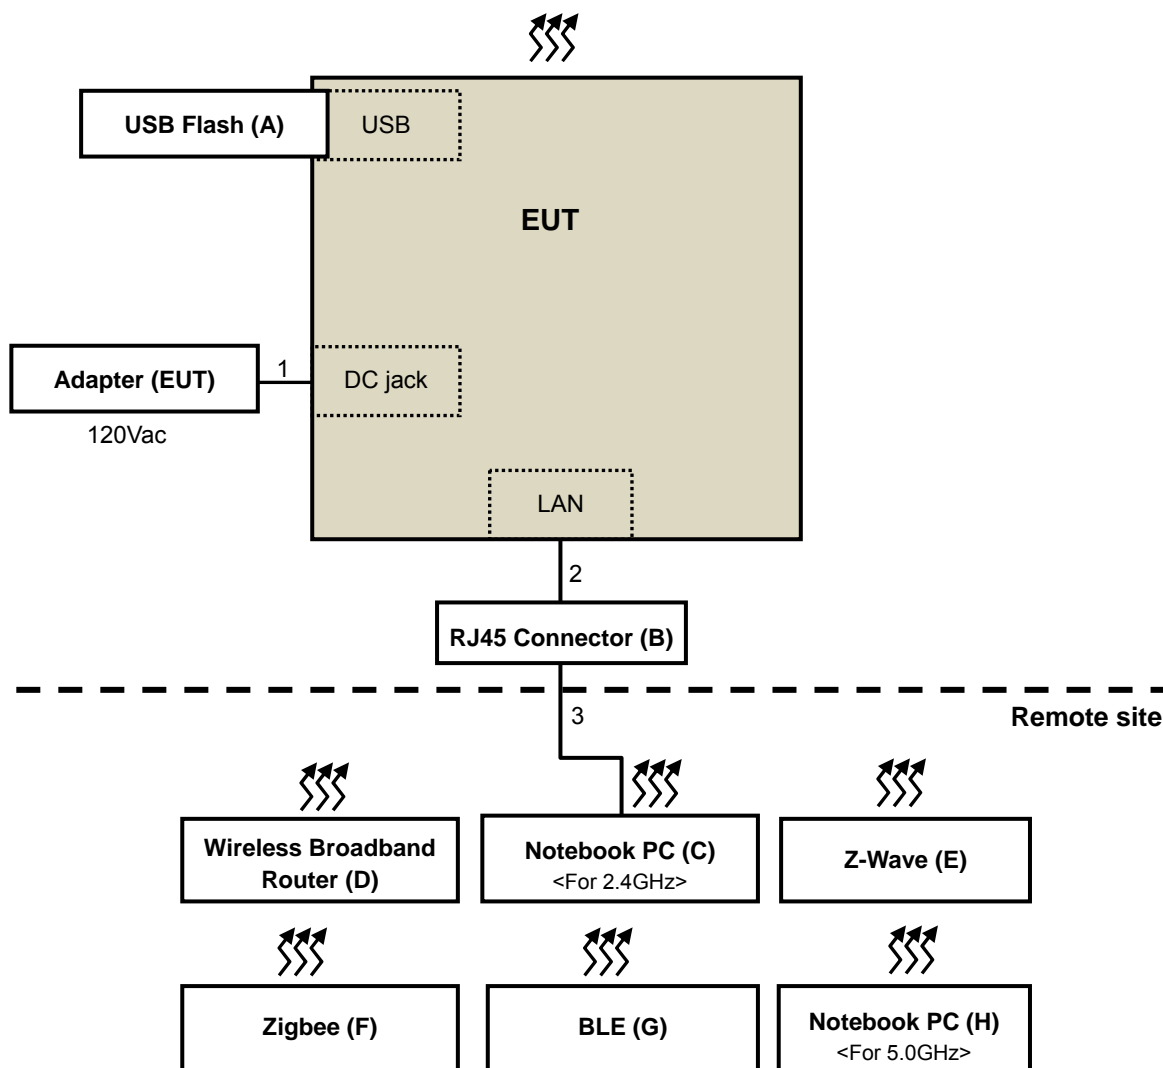 USB Flash (A)
USB
EUT
Adapter (EUT)
1
DC jack
120Vac
LAN
2
RJ45 Connector (B)
3
Remote site
Wireless Broadband
Router (D)
Notebook PC (C)
<For 2.4GHz>
Z-Wave (E)
Zigbee (F)
BLE (G)
Notebook PC (H)
<For 5.0GHz>